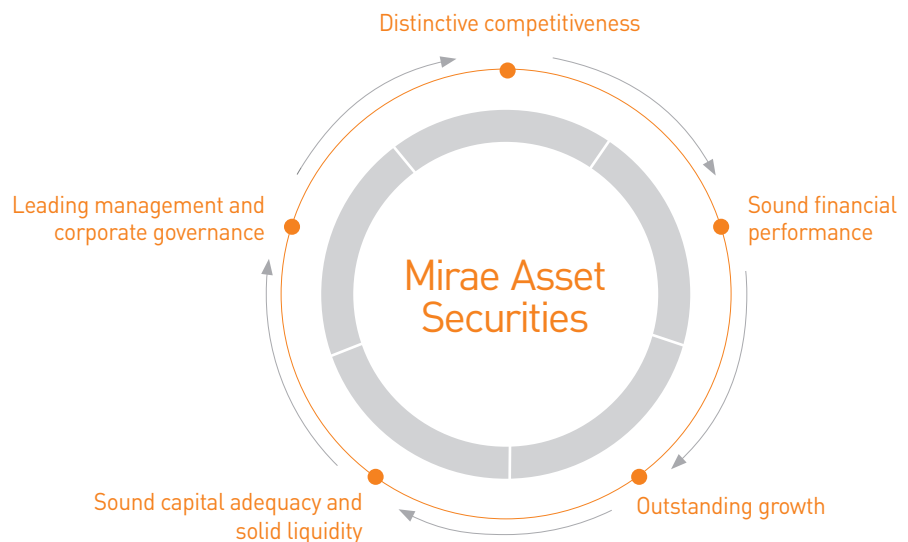 Distinctive competitiveness
Leading management and
corporate governance
Sound financial
performance
Mirae Asset
Securities
Sound capital adequacy and
solid liquidity
Outstanding growth